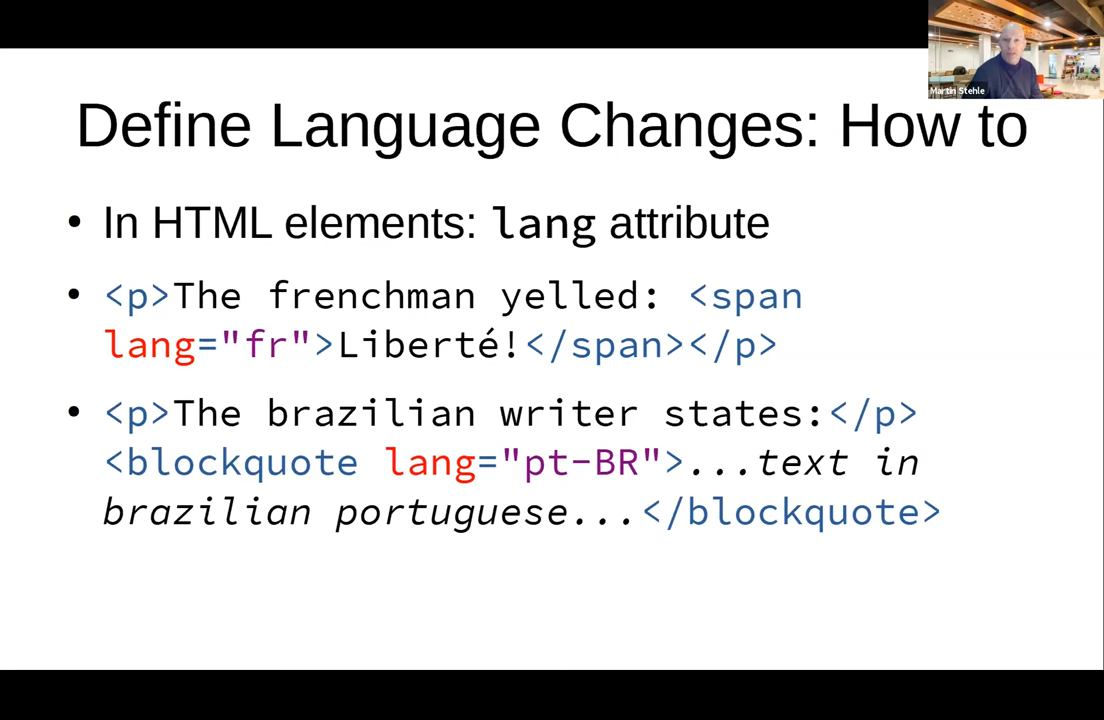 Martin Stehle
Define Language Changes: How to
• In HTML elements: lang attribute
• <p>The frenchman yelled: <span
lang="fr">Liberté!</span></p>
• <p>The brazilian writer states:</p>
<blockquote lang="pt-BR">...text in
brazilian portuguese...</blockquote>